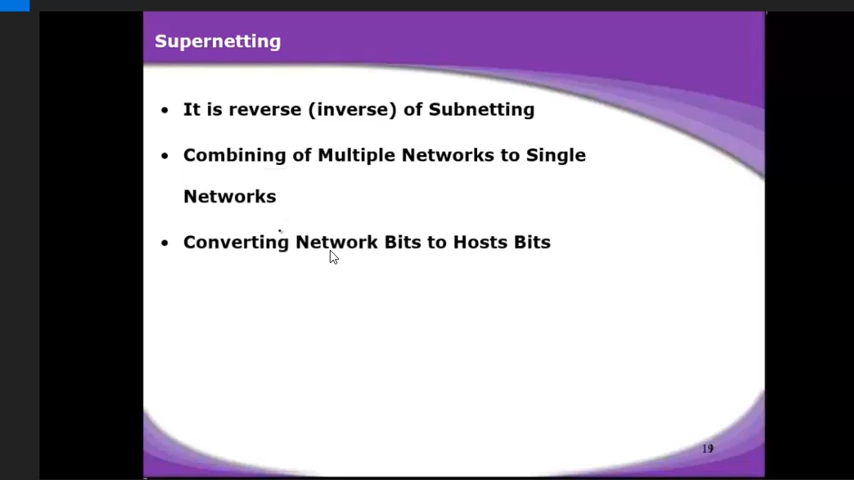 Supernetting
• It is reverse (inverse) of Subnetting
• Combining of Multiple Networks to Single
Networks
• Converting Network Bits to Hosts Bits
19